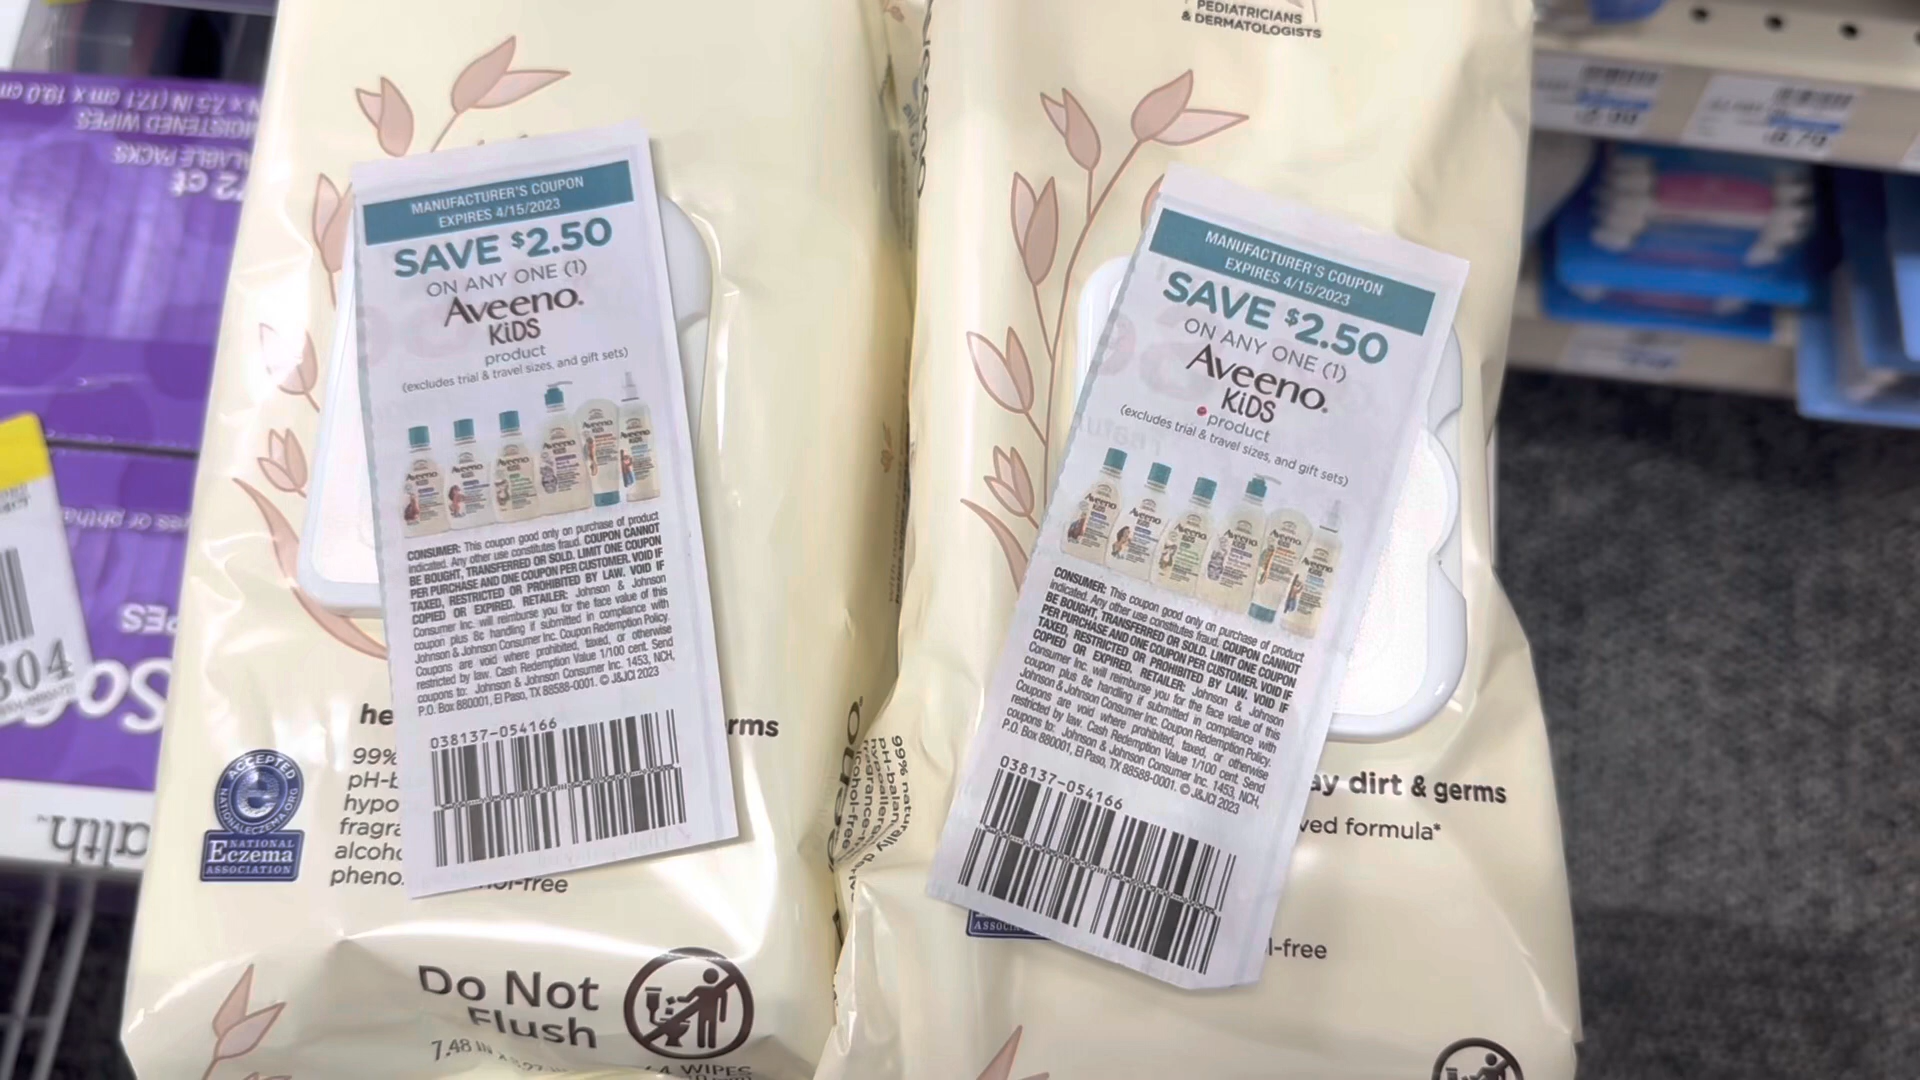 PEDIATRICIANS
& DERMATOLOGISTS
MANUFACTURER'S COUPON
EXPIRES 4/15/2023
SAVE $2.50
ON ANY ONE (1)
Aveeno.
KiDS
product
(excludes trial & travel sizes, and gift sets)
CONSUMER: This coupon good only on purchase of product
indicated. Any other use constitutes fraud. COUPON CANNOT
BE BOUGHT, TRANSFERRED OR SOLD. LIMIT ONE COUPON
PER PURCHASE AND ONE COUPON PER CUSTOMER. VOID IF
TAXED, RESTRICTED OR PROHIBITED BY LAW. VOID IF
COPIED OR EXPIRED. RETAILER: Johnson & Johnson
Consumer Inc. will reimburse you for the face value of this
coupon plus 8¢ handling if submitted in compliance with
Johnson & Johnson Consumer Inc. Coupon Redemption Policy.
Coupons are void where prohibited, taxed, or otherwise
restricted by law. Cash Redemption Value 1/100 cent. Send
coupons to: Johnson & Johnson Consumer Inc. 1453, NCH,
P.O. Box 880001, El Paso, TX 88588-0001. © J&JCI 2023
038137-054166
MANUFACTURER'S COUPON
EXPIRES 4/15/2023
SAVE $2.50
ON ANY ONE (1)
Aveeno.
KiDS
product
(excludes trial & travel sizes, and gift sets)
CONSUMER: This coupon good only on purchase of product
indicated. Any other use constitutes fraud. COUPON CANNOT
BE BOUGHT, TRANSFERRED OR SOLD. LIMIT ONE COUPON
PER PURCHASE AND ONE COUPON PER CUSTOMER. VOID IF
TAXED, RESTRICTED OR PROHIBITED BY LAW. VOID IF
COPIED OR EXPIRED. RETAILER: Johnson & Johnson
Consumer Inc. will reimburse you for the face value of this
coupon plus 8¢ handling if submitted in compliance with
Johnson & Johnson Consumer Inc. Coupon Redemption Policy.
Coupons are void where prohibited, taxed, or otherwise
restricted by law. Cash Redemption Value 1/100 cent. Send
coupons to: Johnson & Johnson Consumer Inc. 1453, NCH,
P.O. Box 880001, El Paso, TX 88588-0001. © J&JCI 2023
038137-054166
he rms
99%
pH-b
hypo
fragra
alcoho
pheno ol-free
ACCEPTED
NATIONALECZEMA.ORG
NATIONAL
Eczema
ASSOCIATION
ay dirt & germs
ved formula*
l-free
Do Not
Flush
7.48 IN
WIPES
MOISTENED WIPES
304